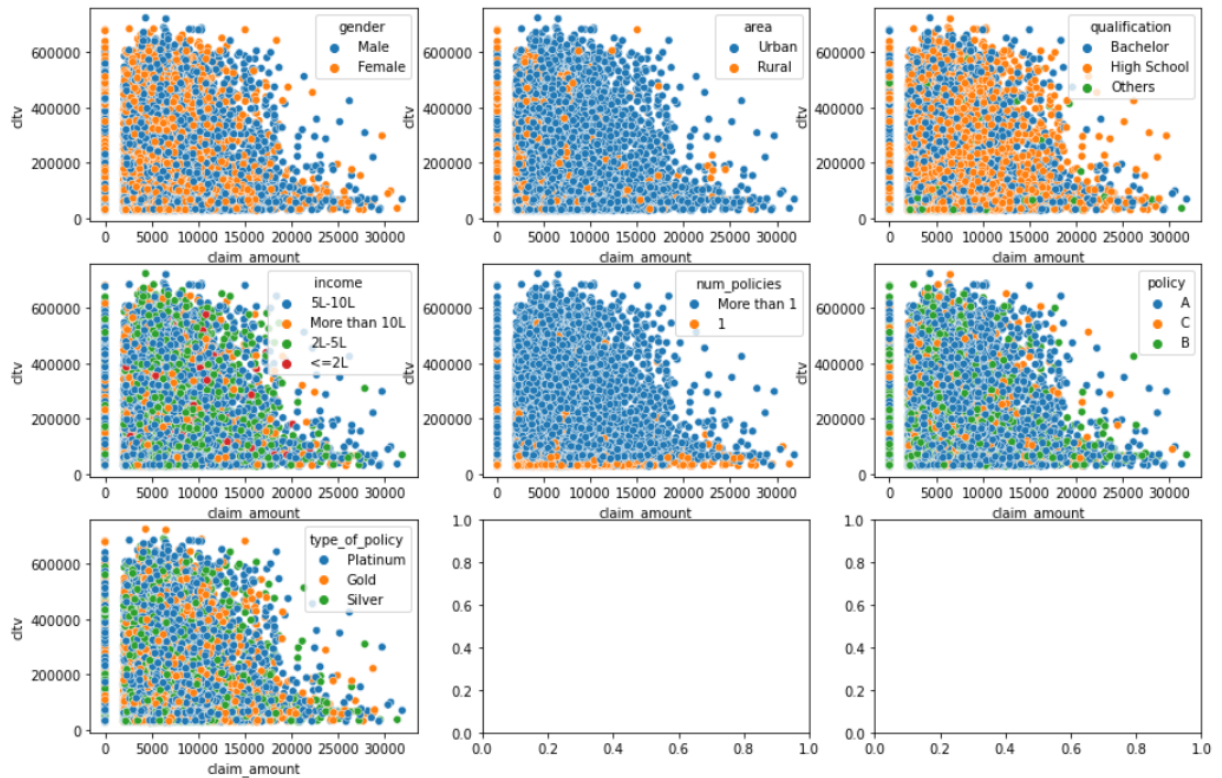 gender
Male
Female
600000
400000
200000
0
cltv
0 5000 10000 15000 20000 25000 30000
claim_amount
area
Urban
Rural
600000
400000
200000
0
cltv
0 5000 10000 15000 20000 25000 30000
claim_amount
qualification
Bachelor
High School
Others
600000
400000
200000
0
cltv
0 5000 10000 15000 20000 25000 30000
claim_amount
income
5L-10L
More than 10L
2L-5L
<=2L
600000
400000
200000
0
cltv
0 5000 10000 15000 20000 25000 30000
claim_amount
num_policies
More than 1
1
600000
400000
200000
0
cltv
0 5000 10000 15000 20000 25000 30000
claim_amount
policy
A
C
B
600000
400000
200000
0
cltv
0 5000 10000 15000 20000 25000 30000
claim_amount
type_of_policy
Platinum
Gold
Silver
600000
400000
200000
0
cltv
0 5000 10000 15000 20000 25000 30000
claim_amount
1.0
0.8
0.6
0.4
0.2
0.0
0.0 0.2 0.4 0.6 0.8 1.0
1.0
0.8
0.6
0.4
0.2
0.0
0.0 0.2 0.4 0.6 0.8 1.0